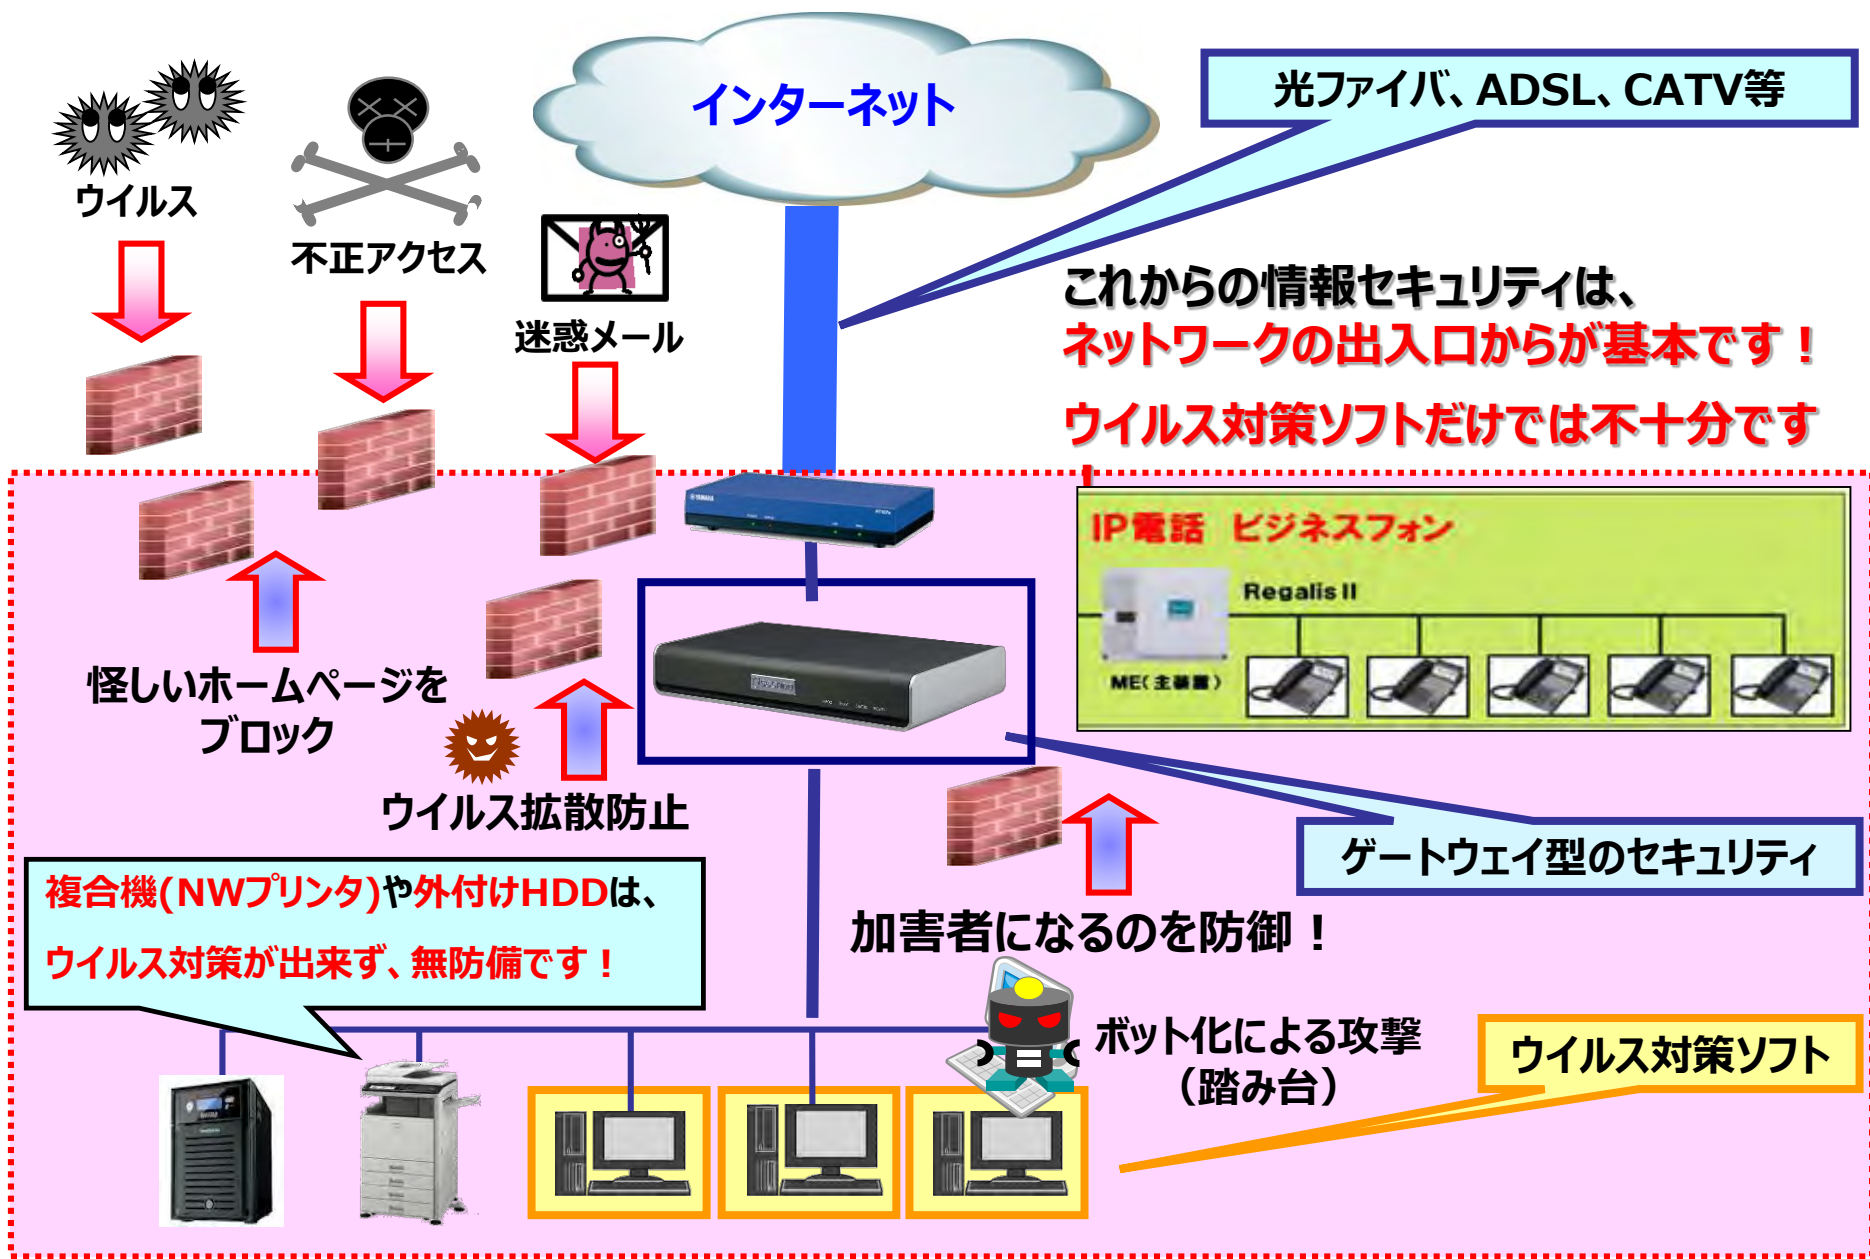 インターネット
光ファイバ、ADSL、CATV等
ウイルス
不正アクセス
迷惑メール
これからの情報セキュリティは、
ネットワークの出入口からが基本です！
ウイルス対策ソフトだけでは不十分です
！
YAMAHA
IP電話 ビジネスフォン
Regalis II
ME(主装置)
怪しいホームページを
ブロック
ウイルス拡散防止
ゲートウェイ型のセキュリティ
複合機(NWプリンタ)や外付けHDDは、
ウイルス対策が出来ず、無防備です！
加害者になるのを防御！
ボット化による攻撃
（踏み台）
ウイルス対策ソフト